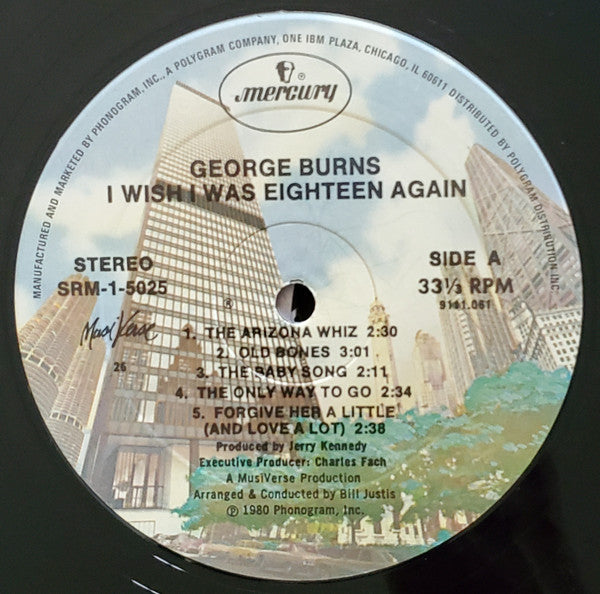 MANUFACTURED AND MARKETED BY PHONOGRAM, INC., A POLYGRAM COMPANY, ONE IBM PLAZA, CHICAGO, IL 60611 DISTRIBUTED BY POLYGRAM DISTRIBUTION, INC.
®
mercury
GEORGE BURNS
I WISH I WAS EIGHTEEN AGAIN
STEREO
SRM-1-5025
SIDE A
33⅓ RPM
9111.061
®
MusiVerse
26
1. THE ARIZONA WHIZ 2:30
2. OLD BONES 3:01
3. THE BABY SONG 2:11
4. THE ONLY WAY TO GO 2:34
5. FORGIVE HER A LITTLE
(AND LOVE A LOT) 2:38
Produced by Jerry Kennedy
Executive Producer: Charles Fach
A MusiVerse Production
Arranged & Conducted by Bill Justis
℗ 1980 Phonogram, Inc.